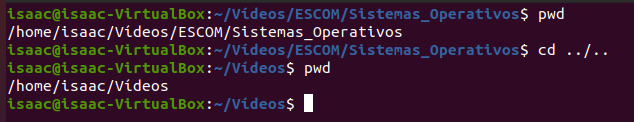 isaac@isaac-VirtualBox:~/Vídeos/ESCOM/Sistemas_Operativos$ pwd
/home/isaac/Vídeos/ESCOM/Sistemas_Operativos
isaac@isaac-VirtualBox:~/Vídeos/ESCOM/Sistemas_Operativos$ cd ../..
isaac@isaac-VirtualBox:~/Vídeos$ pwd
/home/isaac/Vídeos
isaac@isaac-VirtualBox:~/Vídeos$